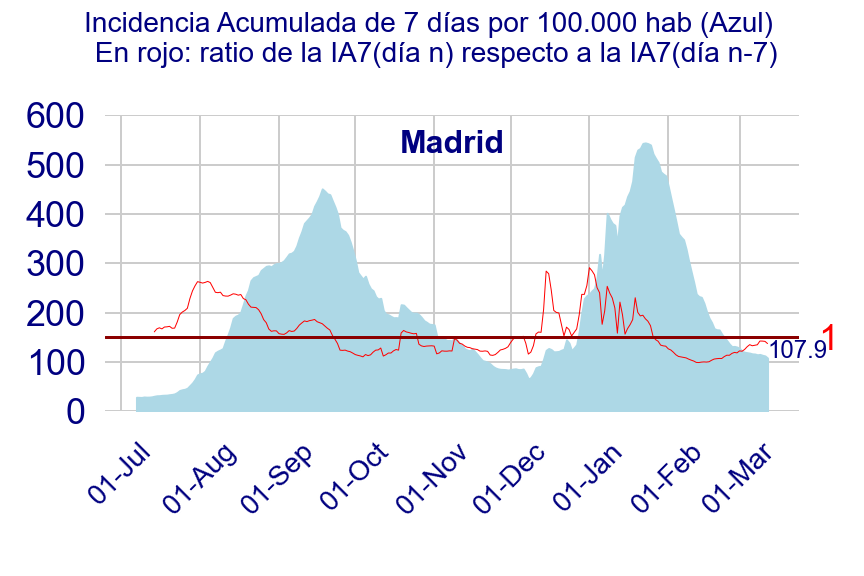 Incidencia Acumulada de 7 días por 100.000 hab (Azul)
En rojo: ratio de la IA7(día n) respecto a la IA7(día n-7)
Madrid
600
500
400
300
200
100
0
1
107.9
01-Jul
01-Aug
01-Sep
01-Oct
01-Nov
01-Dec
01-Jan
01-Feb
01-Mar